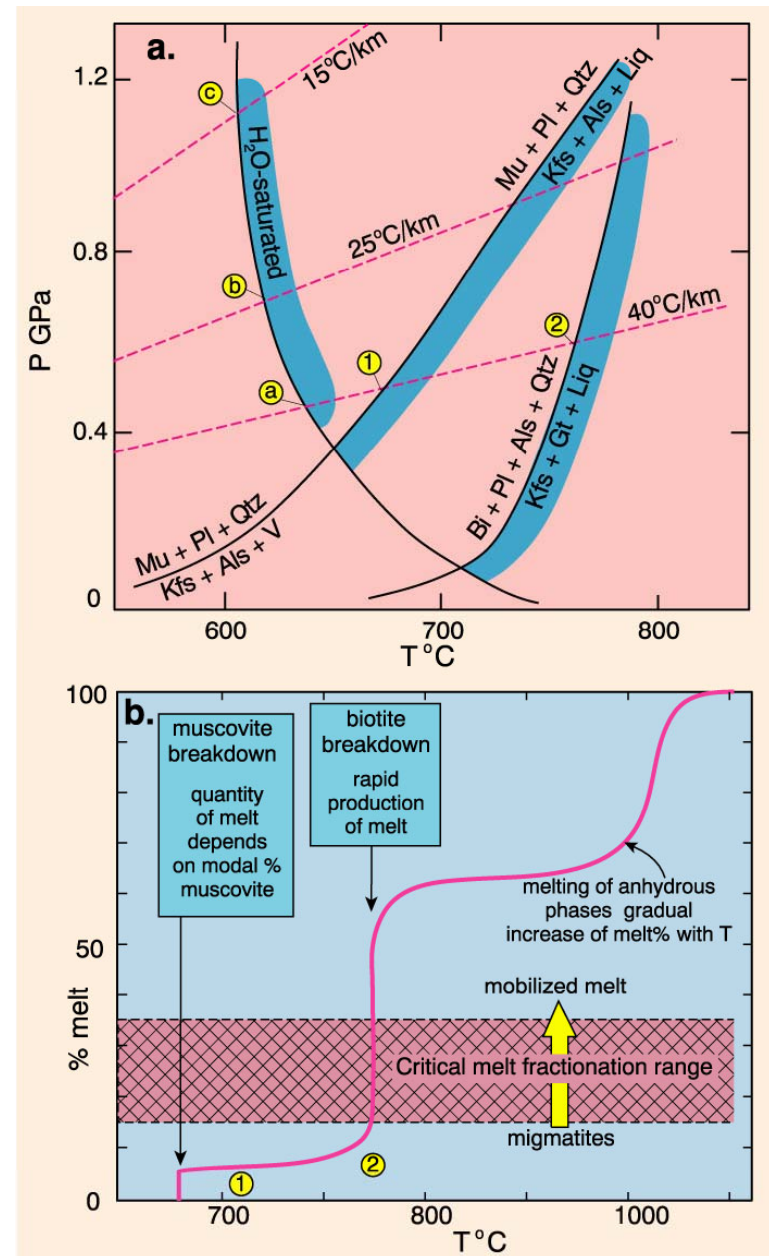 a.
1.2
0.8
0.4
0
P GPa
c
b
a
1
2
15°C/km
25°C/km
40°C/km
H₂O-saturated
Mu + Pl + Qtz
Kfs + Als + Liq
Bi + Pl + Als + Qtz
Kfs + Gt + Liq
Mu + Pl + Qtz
Kfs + Als + V
600
700
800
T°C
b.
100
50
0
% melt
muscovite
breakdown
quantity
of melt
depends
on modal %
muscovite
biotite
breakdown
rapid
production
of melt
melting of anhydrous
phases gradual
increase of melt% with T
mobilized melt
Critical melt fractionation range
migmatites
1
2
700
800
1000
T°C